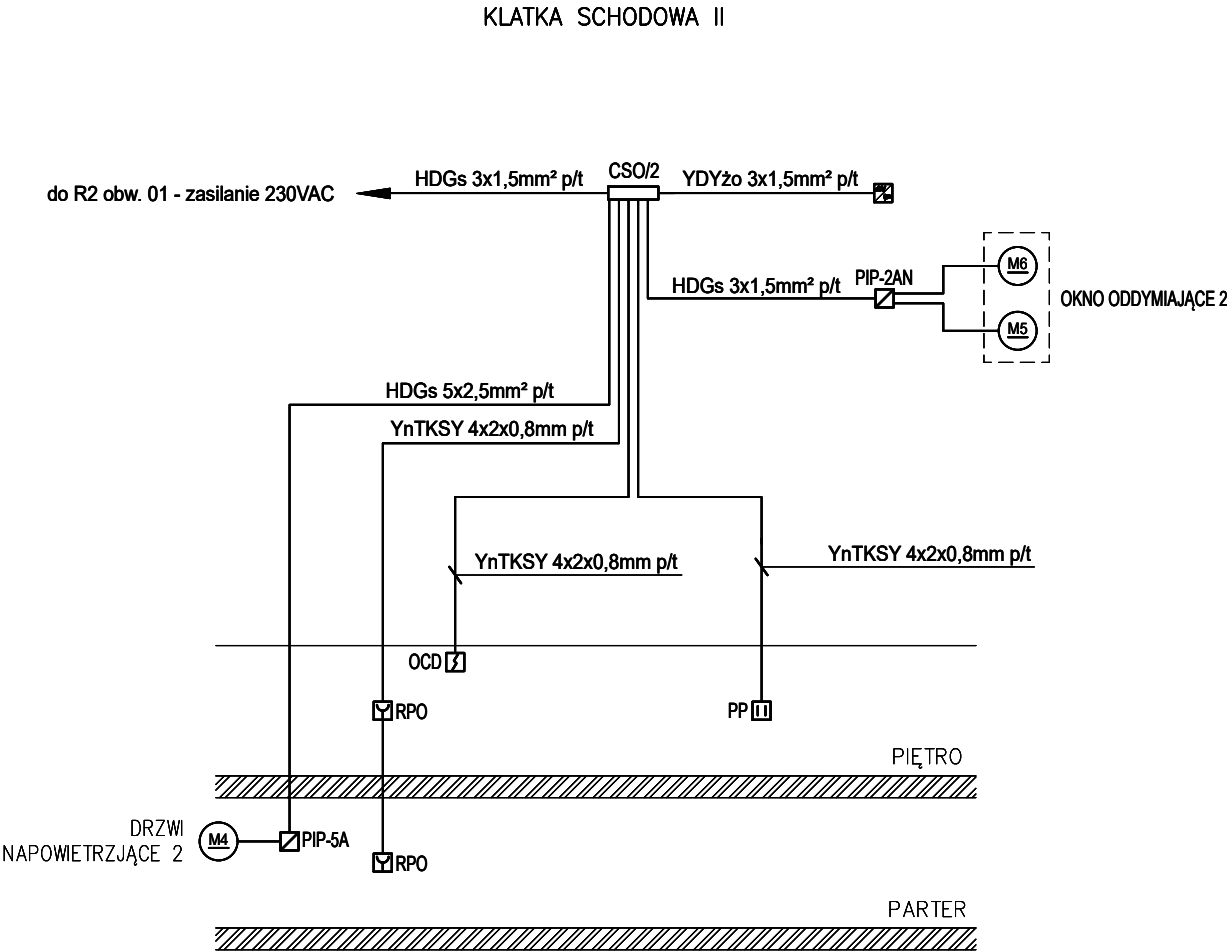 KLATKA SCHODOWA II
do R2 obw. 01 - zasilanie 230VAC
HDGs 3x1,5mm² p/t
CSO/2
YDYżo 3x1,5mm² p/t
HDGs 3x1,5mm² p/t
PIP-2AN
M6
M5
OKNO ODDYMIAJĄCE 2
HDGs 5x2,5mm² p/t
YnTKSY 4x2x0,8mm p/t
YnTKSY 4x2x0,8mm p/t
YnTKSY 4x2x0,8mm p/t
OCD
RPO
PP
PIĘTRO
DRZWI
NAPOWIETRZJĄCE 2
M4
PIP-5A
RPO
PARTER